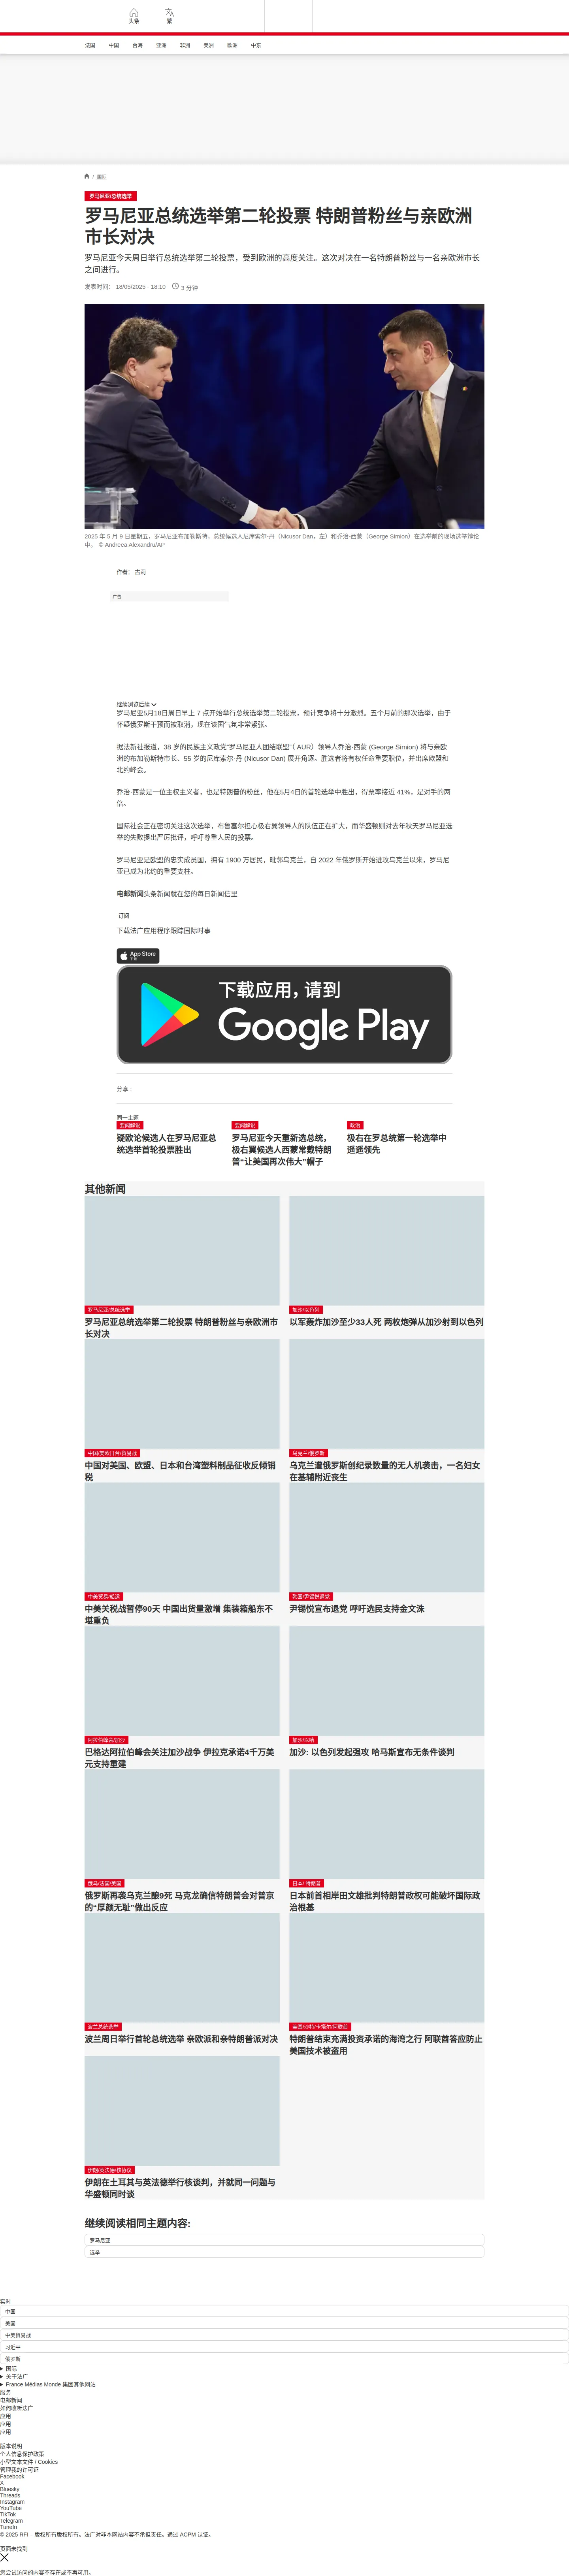 头条
繁
法国
中国
台海
亚洲
非洲
美洲
欧洲
中东
/ 国际
罗马尼亚/总统选举
罗马尼亚总统选举第二轮投票 特朗普粉丝与亲欧洲
市长对决
罗马尼亚今天周日举行总统选举第二轮投票，受到欧洲的高度关注。这次对决在一名特朗普粉丝与一名亲欧洲市长
之间进行。
发表时间： 18/05/2025 - 18:10
3 分钟
2025 年 5 月 9 日星期五，罗马尼亚布加勒斯特，总统候选人尼库索尔-丹（Nicusor Dan，左）和乔治-西蒙（George Simion）在选举前的现场选举辩论
中。 © Andreea Alexandru/AP
作者： 古莉
广告
继续浏览后续
罗马尼亚5月18日周日早上 7 点开始举行总统选举第二轮投票，预计竞争将十分激烈。五个月前的那次选举，由于
怀疑俄罗斯干预而被取消，现在该国气氛非常紧张。
据法新社报道，38 岁的民族主义政党“罗马尼亚人团结联盟”（ AUR）领导人乔治·西蒙 (George Simion) 将与亲欧
洲的布加勒斯特市长、55 岁的尼库索尔·丹 (Nicusor Dan) 展开角逐。胜选者将有权任命重要职位，并出席欧盟和
北约峰会。
乔治·西蒙是一位主权主义者，也是特朗普的粉丝，他在5月4日的首轮选举中胜出，得票率接近 41%，是对手的两
倍。
国际社会正在密切关注这次选举，布鲁塞尔担心极右翼领导人的队伍正在扩大，而华盛顿则对去年秋天罗马尼亚选
举的失败提出严厉批评，呼吁尊重人民的投票。
罗马尼亚是欧盟的忠实成员国，拥有 1900 万居民，毗邻乌克兰，自 2022 年俄罗斯开始进攻乌克兰以来，罗马尼
亚已成为北约的重要支柱。
电邮新闻头条新闻就在您的每日新闻信里
订阅
下载法广应用程序跟踪国际时事
App Store
下载
下载应用，请到
Google Play
分享 :
同一主题
要闻解说
疑欧论候选人在罗马尼亚总
统选举首轮投票胜出
要闻解说
罗马尼亚今天重新选总统，
极右翼候选人西蒙常戴特朗
普“让美国再次伟大”帽子
政治
极右在罗总统第一轮选举中
遥遥领先
其他新闻
罗马尼亚/总统选举
罗马尼亚总统选举第二轮投票 特朗普粉丝与亲欧洲市
长对决
加沙/以色列
以军轰炸加沙至少33人死 两枚炮弹从加沙射到以色列
中国/美欧日台/贸易战
中国对美国、欧盟、日本和台湾塑料制品征收反倾销
税
乌克兰/俄罗斯
乌克兰遭俄罗斯创纪录数量的无人机袭击，一名妇女
在基辅附近丧生
中美贸易/船运
中美关税战暂停90天 中国出货量激增 集装箱船东不
堪重负
韩国/尹锡悦退党
尹锡悦宣布退党 呼吁选民支持金文洙
阿拉伯峰会/加沙
巴格达阿拉伯峰会关注加沙战争 伊拉克承诺4千万美
元支持重建
加沙/以哈
加沙: 以色列发起强攻 哈马斯宣布无条件谈判
俄乌/法国/美国
俄罗斯再袭乌克兰酿9死 马克龙确信特朗普会对普京
的“厚颜无耻”做出反应
日本/ 特朗普
日本前首相岸田文雄批判特朗普政权可能破坏国际政
治根基
波兰总统选举
波兰周日举行首轮总统选举 亲欧派和亲特朗普派对决
美国/沙特/卡塔尔/阿联酋
特朗普结束充满投资承诺的海湾之行 阿联酋答应防止
美国技术被盗用
伊朗/英法德/核协议
伊朗在土耳其与英法德举行核谈判，并就同一问题与
华盛顿同时谈
继续阅读相同主题内容:
罗马尼亚
选举
实时
中国
美国
中美贸易战
习近平
俄罗斯
国际
关于法广
France Médias Monde 集团其他网站
服务
电邮新闻
如何收听法广
应用
应用
应用
版本说明
个人信息保护政策
小型文本文件 / Cookies
管理我的许可证
Facebook
X
Bluesky
Threads
Instagram
YouTube
TikTok
Telegram
TuneIn
© 2025 RFI – 版权所有版权所有。法广对非本网站内容不承担责任。通过 ACPM 认证。
页面未找到
您尝试访问的内容不存在或不再可用。